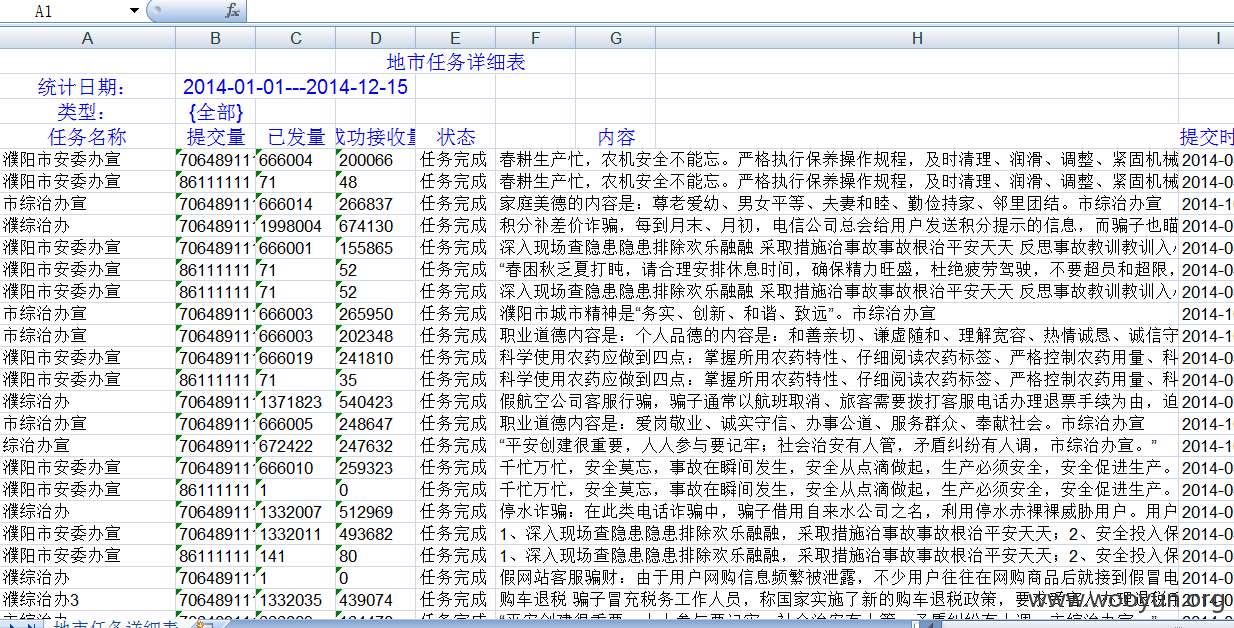 A1 fx
A B C D E F G H I
地市任务详细表
统计日期: 2014-01-01---2014-12-15
类型: {全部}
任务名称 提交量 已发量 成功接收量 状态 内容 提交时
濮阳市安委办宣 70648911 666004 200066 任务完成 春耕生产忙，农机安全不能忘。严格执行保养操作规程，及时清理、润滑、调整、紧固机械 2014-0
濮阳市安委办宣 86111111 71 48 任务完成 春耕生产忙，农机安全不能忘。严格执行保养操作规程，及时清理、润滑、调整、紧固机械 2014-0
市综治办宣 70648911 666014 266837 任务完成 家庭美德的内容是：尊老爱幼、男女平等、夫妻和睦、勤俭持家、邻里团结。市综治办宣 2014-1
濮综治办 70648911 1998004 674130 任务完成 积分补差价诈骗，每到月末、月初，电信公司总会给用户发送积分提示的信息，而骗子也瞄 2014-0
濮阳市安委办宣 70648911 666001 155865 任务完成 深入现场查隐患隐患排除欢乐融融 采取措施治事故事故根治平安天天 反思事故教训教训入 2014-0
濮阳市安委办宣 86111111 71 52 任务完成 “春困秋乏夏打盹，请合理安排休息时间，确保精力旺盛，杜绝疲劳驾驶，不要超员和超限， 2014-0
濮阳市安委办宣 86111111 71 52 任务完成 深入现场查隐患隐患排除欢乐融融 采取措施治事故事故根治平安天天 反思事故教训教训入 2014-0
市综治办宣 70648911 666003 265950 任务完成 濮阳市城市精神是“务实、创新、和谐、致远”。市综治办宣 2014-1
市综治办宣 70648911 666003 202348 任务完成 职业道德内容是：个人品德的内容是：和善亲切、谦虚随和、理解宽容、热情诚恳、诚信守 2014-1
濮阳市安委办宣 70648911 666019 241810 任务完成 科学使用农药应做到四点：掌握所用农药特性、仔细阅读农药标签、严格控制农药用量、科 2014-0
濮阳市安委办宣 86111111 71 35 任务完成 科学使用农药应做到四点：掌握所用农药特性、仔细阅读农药标签、严格控制农药用量、科 2014-0
濮综治办 70648911 1371823 540423 任务完成 假航空公司客服行骗，骗子通常以航班取消、旅客需要拨打客服电话办理退票手续为由，迫 2014-0
市综治办宣 70648911 666005 248647 任务完成 职业道德内容是：爱岗敬业、诚实守信、办事公道、服务群众、奉献社会。市综治办宣 2014-1
综治办宣 70648911 672422 247632 任务完成 “平安创建很重要，人人参与要记牢；社会治安有人管，矛盾纠纷有人调，市综治办宣。” 2014-1
濮阳市安委办宣 70648911 666010 259323 任务完成 千忙万忙，安全莫忘，事故在瞬间发生，安全从点滴做起，生产必须安全，安全促进生产。 2014-0
濮阳市安委办宣 86111111 1 0 任务完成 千忙万忙，安全莫忘，事故在瞬间发生，安全从点滴做起，生产必须安全，安全促进生产。 2014-0
濮综治办 70648911 1332007 512969 任务完成 停水诈骗：在此类电话诈骗中，骗子借用自来水公司之名，利用停水赤裸裸威胁用户。用户 2014-0
濮阳市安委办宣 70648911 1332011 493682 任务完成 1、深入现场查隐患隐患排除欢乐融融，采取措施治事故事故根治平安天天；2、安全投入保 2014-0
濮阳市安委办宣 86111111 141 80 任务完成 1、深入现场查隐患隐患排除欢乐融融，采取措施治事故事故根治平安天天；2、安全投入保 2014-0
濮综治办 70648911 1 0 任务完成 假网站客服骗财：由于用户网购信息频繁被泄露，不少用户往往在网购商品后就接到假冒电 2014-0
濮综治办3 70648911 1332035 439074 任务完成 购车退税 骗子冒充税务工作人员，称国家实施了新的购车退税政策，要求受害人办理退税 2014-0
www.wooyun.org
地市任务详细表